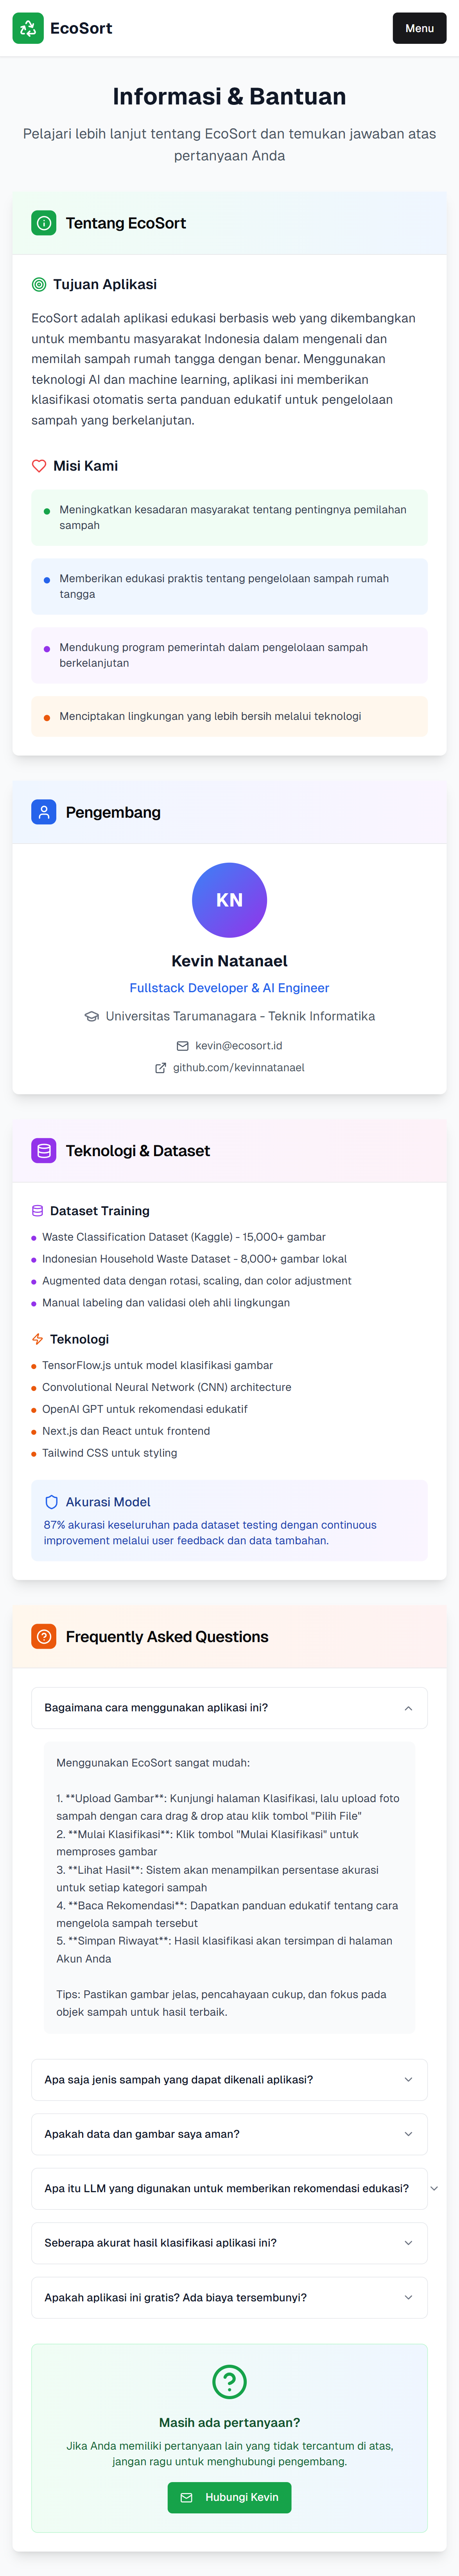 EcoSort
Menu
Informasi & Bantuan
Pelajari lebih lanjut tentang EcoSort dan temukan jawaban atas
pertanyaan Anda
Tentang EcoSort
Tujuan Aplikasi
EcoSort adalah aplikasi edukasi berbasis web yang dikembangkan
untuk membantu masyarakat Indonesia dalam mengenali dan
memilah sampah rumah tangga dengan benar. Menggunakan
teknologi AI dan machine learning, aplikasi ini memberikan
klasifikasi otomatis serta panduan edukatif untuk pengelolaan
sampah yang berkelanjutan.
Misi Kami
Meningkatkan kesadaran masyarakat tentang pentingnya pemilahan
sampah
Memberikan edukasi praktis tentang pengelolaan sampah rumah
tangga
Mendukung program pemerintah dalam pengelolaan sampah
berkelanjutan
Menciptakan lingkungan yang lebih bersih melalui teknologi
Pengembang
KN
Kevin Natanael
Fullstack Developer & AI Engineer
Universitas Tarumanagara - Teknik Informatika
kevin@ecosort.id
github.com/kevinnatanael
Teknologi & Dataset
Dataset Training
Waste Classification Dataset (Kaggle) - 15,000+ gambar
Indonesian Household Waste Dataset - 8,000+ gambar lokal
Augmented data dengan rotasi, scaling, dan color adjustment
Manual labeling dan validasi oleh ahli lingkungan
Teknologi
TensorFlow.js untuk model klasifikasi gambar
Convolutional Neural Network (CNN) architecture
OpenAI GPT untuk rekomendasi edukatif
Next.js dan React untuk frontend
Tailwind CSS untuk styling
Akurasi Model
87% akurasi keseluruhan pada dataset testing dengan continuous
improvement melalui user feedback dan data tambahan.
Frequently Asked Questions
Bagaimana cara menggunakan aplikasi ini?
Menggunakan EcoSort sangat mudah:
1. **Upload Gambar**: Kunjungi halaman Klasifikasi, lalu upload foto
sampah dengan cara drag & drop atau klik tombol "Pilih File"
2. **Mulai Klasifikasi**: Klik tombol "Mulai Klasifikasi" untuk
memproses gambar
3. **Lihat Hasil**: Sistem akan menampilkan persentase akurasi
untuk setiap kategori sampah
4. **Baca Rekomendasi**: Dapatkan panduan edukatif tentang cara
mengelola sampah tersebut
5. **Simpan Riwayat**: Hasil klasifikasi akan tersimpan di halaman
Akun Anda
Tips: Pastikan gambar jelas, pencahayaan cukup, dan fokus pada
objek sampah untuk hasil terbaik.
Apa saja jenis sampah yang dapat dikenali aplikasi?
Apakah data dan gambar saya aman?
Apa itu LLM yang digunakan untuk memberikan rekomendasi edukasi?
Seberapa akurat hasil klasifikasi aplikasi ini?
Apakah aplikasi ini gratis? Ada biaya tersembunyi?
Masih ada pertanyaan?
Jika Anda memiliki pertanyaan lain yang tidak tercantum di atas,
jangan ragu untuk menghubungi pengembang.
Hubungi Kevin